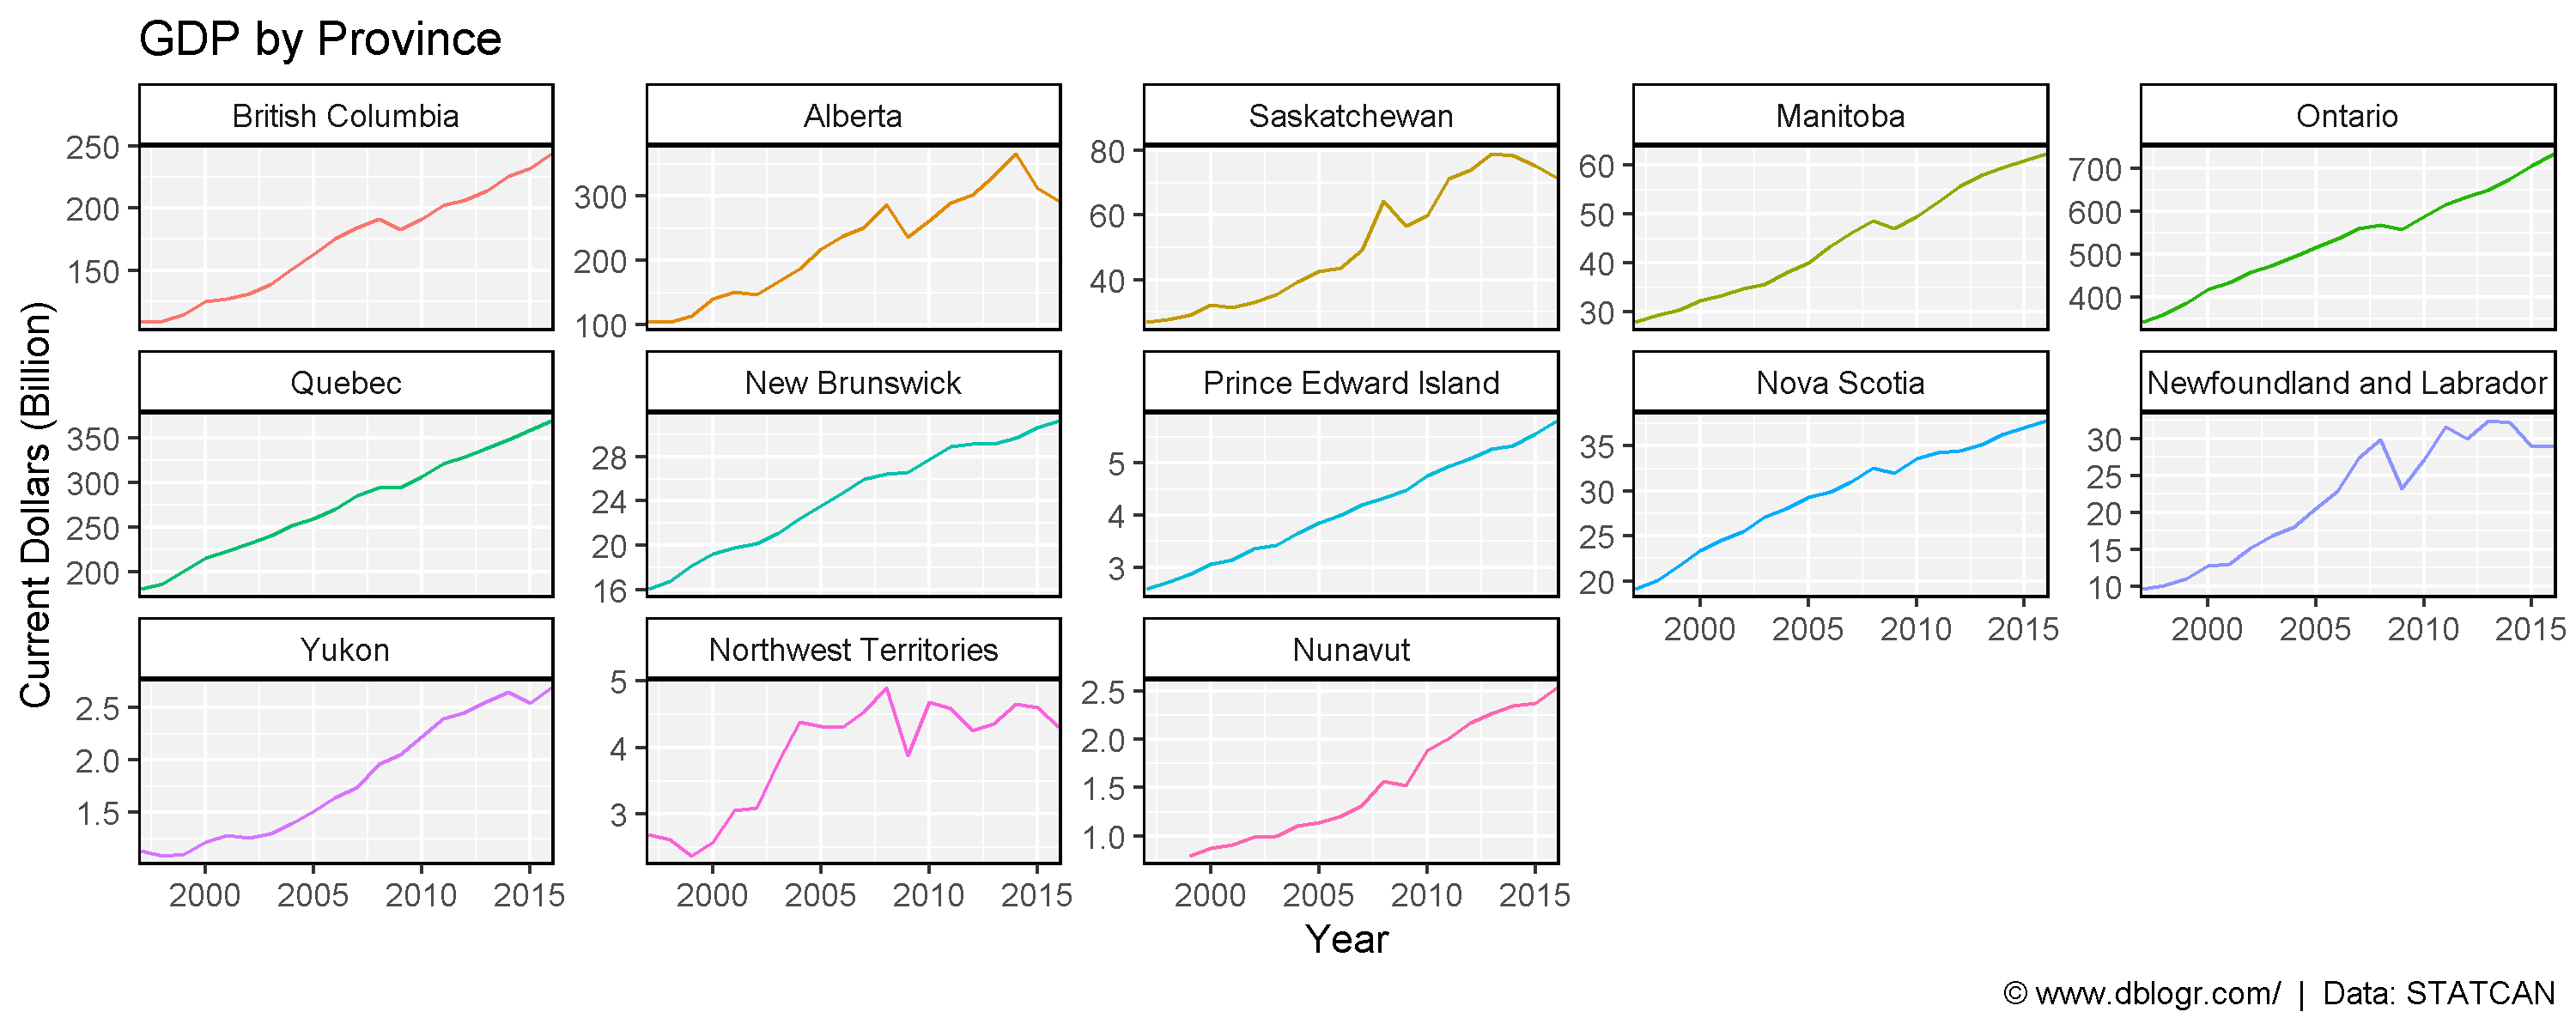 GDP by Province
British Columbia
Alberta
Saskatchewan
Manitoba
Ontario
250
200
150
300
200
100
80
60
40
60
50
40
30
700
600
500
400
Quebec
New Brunswick
Prince Edward Island
Nova Scotia
Newfoundland and Labrador
350
300
250
200
28
24
20
16
5
4
3
35
30
25
20
30
25
20
15
10
2000 2005 2010 2015
2000 2005 2010 2015
Yukon
Northwest Territories
Nunavut
2.5
2.0
1.5
5
4
3
2.5
2.0
1.5
1.0
2000 2005 2010 2015
2000 2005 2010 2015
2000 2005 2010 2015
Current Dollars (Billion)
Year
© www.dblogr.com/ | Data: STATCAN